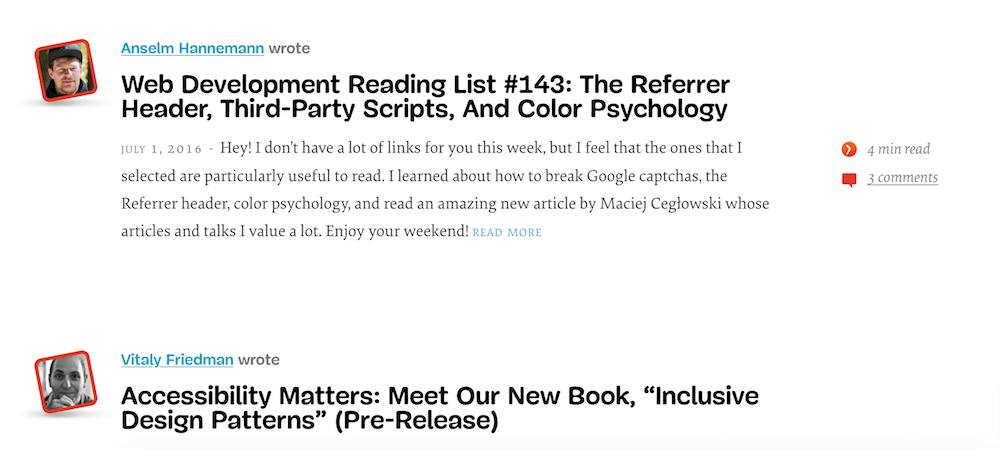 Anselm Hannemann wrote
Web Development Reading List #143: The Referrer
Header, Third-Party Scripts, And Color Psychology
JULY 1, 2016 - Hey! I don’t have a lot of links for you this week, but I feel that the ones that I
selected are particularly useful to read. I learned about how to break Google captchas, the
Referrer header, color psychology, and read an amazing new article by Maciej Cegłowski whose
articles and talks I value a lot. Enjoy your weekend! READ MORE
4 min read
3 comments
Vitaly Friedman wrote
Accessibility Matters: Meet Our New Book, “Inclusive
Design Patterns” (Pre-Release)